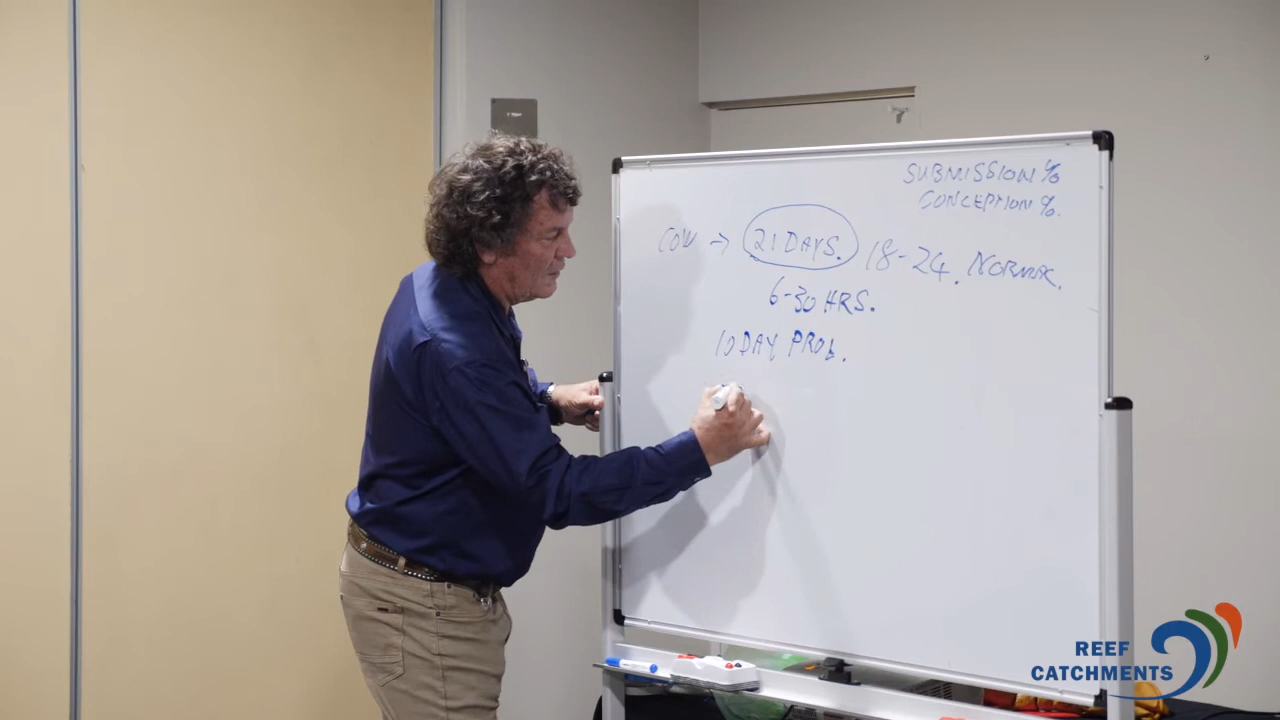 SUBMISSION %
CONCEPTION %.
COW → 21 DAYS. 18-24. NORMAL.
6-30 HRS.
10 DAY PROB.
REEF
CATCHMENTS